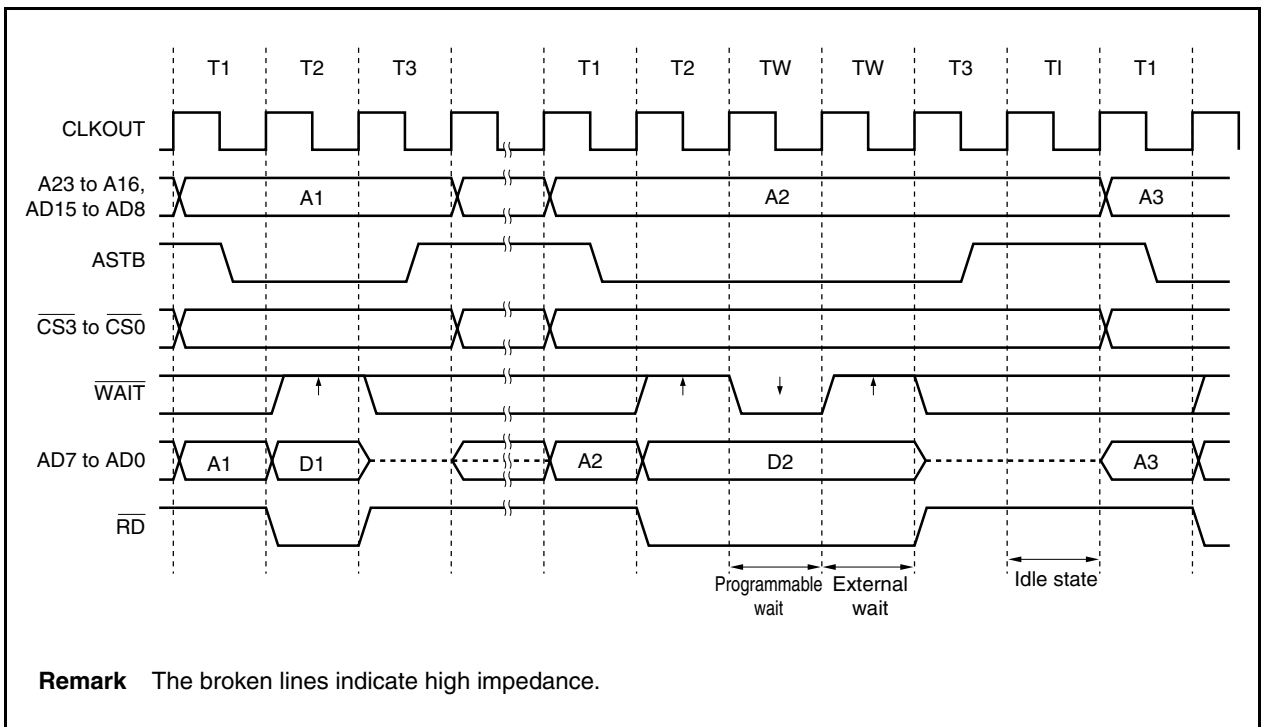 T1 T2 T3 T1 T2 TW TW T3 TI T1
CLKOUT
A23 to A16,
AD15 to AD8
A1 A2 A3
ASTB
CS3 to CS0
WAIT
AD7 to AD0
A1 D1 A2 D2 A3
RD
Programmable
wait
External
wait
Idle state
Remark The broken lines indicate high impedance.